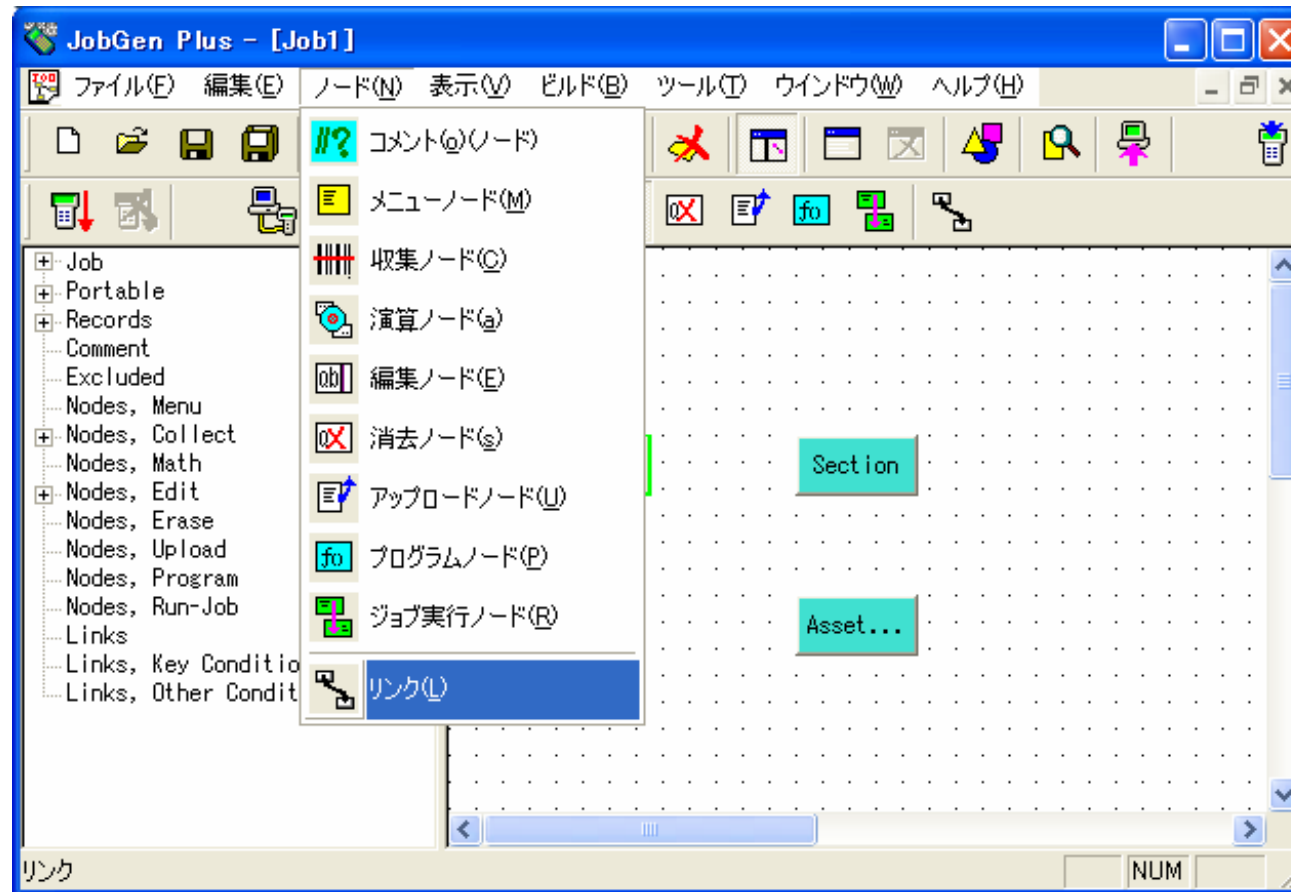 JobGen Plus - [Job1]
ファイル(F) 編集(E) ノード(N) 表示(V) ビルド(B) ツール(T) ウインドウ(W) ヘルプ(H)
コメント(o)(ノード)
メニューノード(M)
収集ノード(C)
演算ノード(a)
編集ノード(E)
消去ノード(s)
アップロードノード(U)
プログラムノード(P)
ジョブ実行ノード(R)
リンク(L)
Job
Portable
Records
Comment
Excluded
Nodes, Menu
Nodes, Collect
Nodes, Math
Nodes, Edit
Nodes, Erase
Nodes, Upload
Nodes, Program
Nodes, Run-Job
Links
Links, Key Conditio
Links, Other Condit
Section
Asset...
リンク
NUM